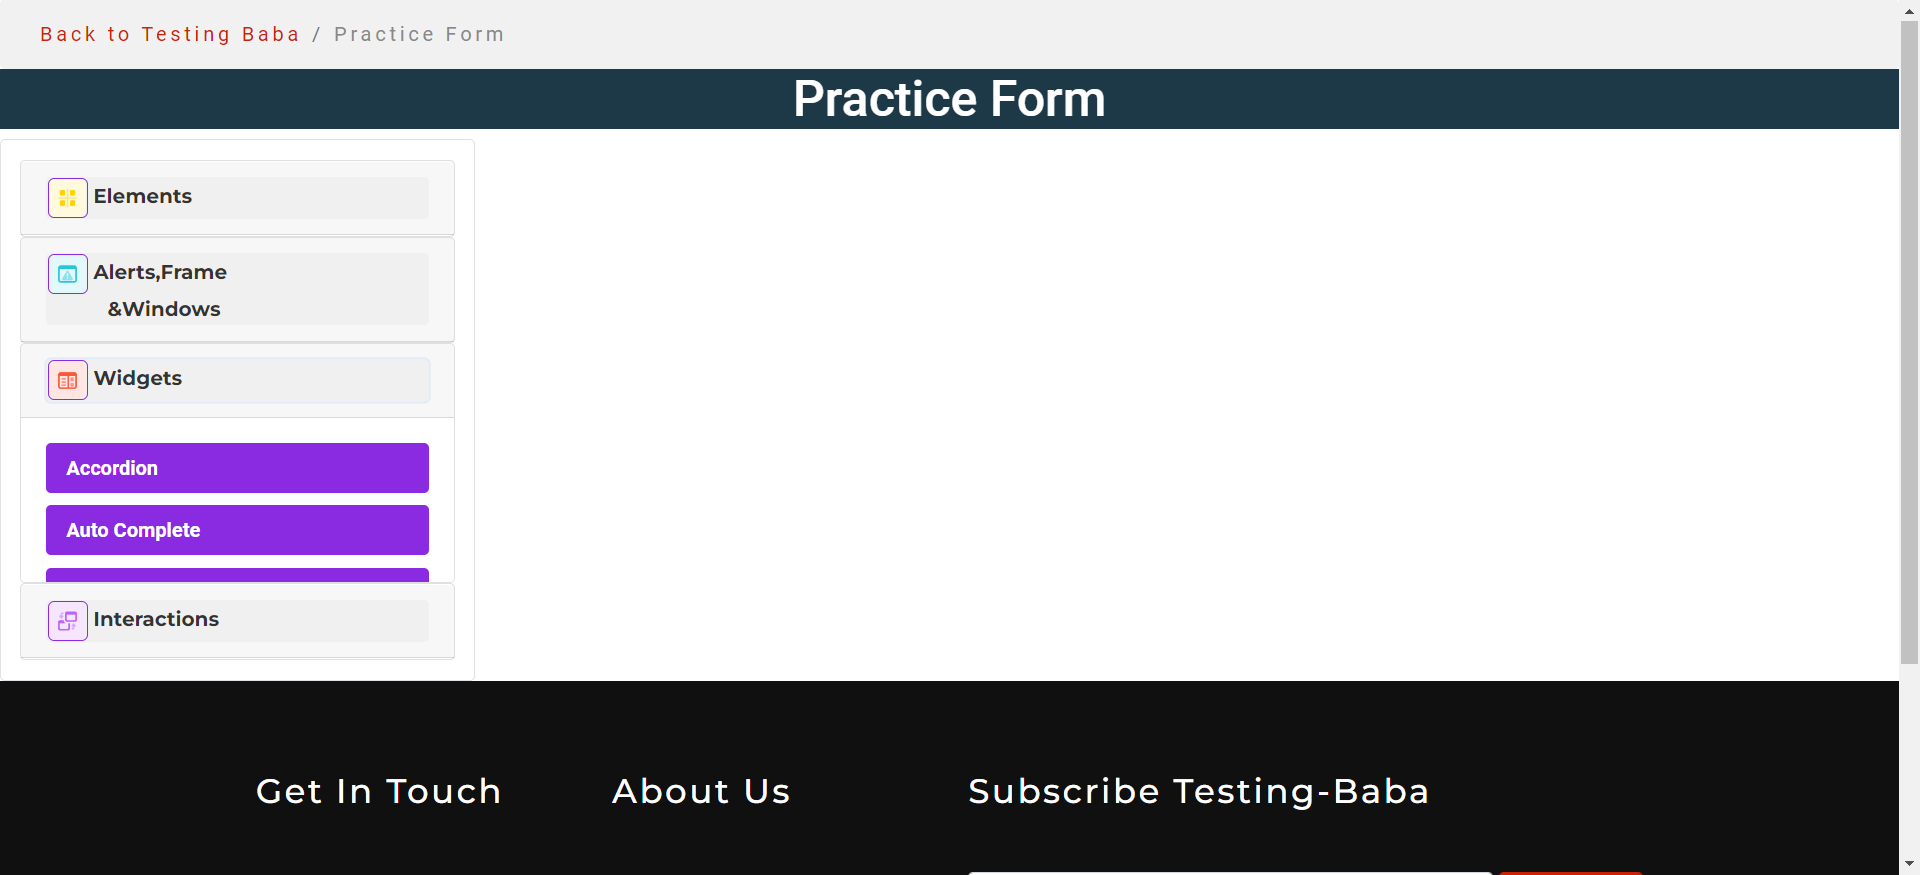 Back to Testing Baba / Practice Form
Practice Form
Elements
Alerts,Frame
&Windows
Widgets
Accordion
Auto Complete
Interactions
Get In Touch
About Us
Subscribe Testing-Baba